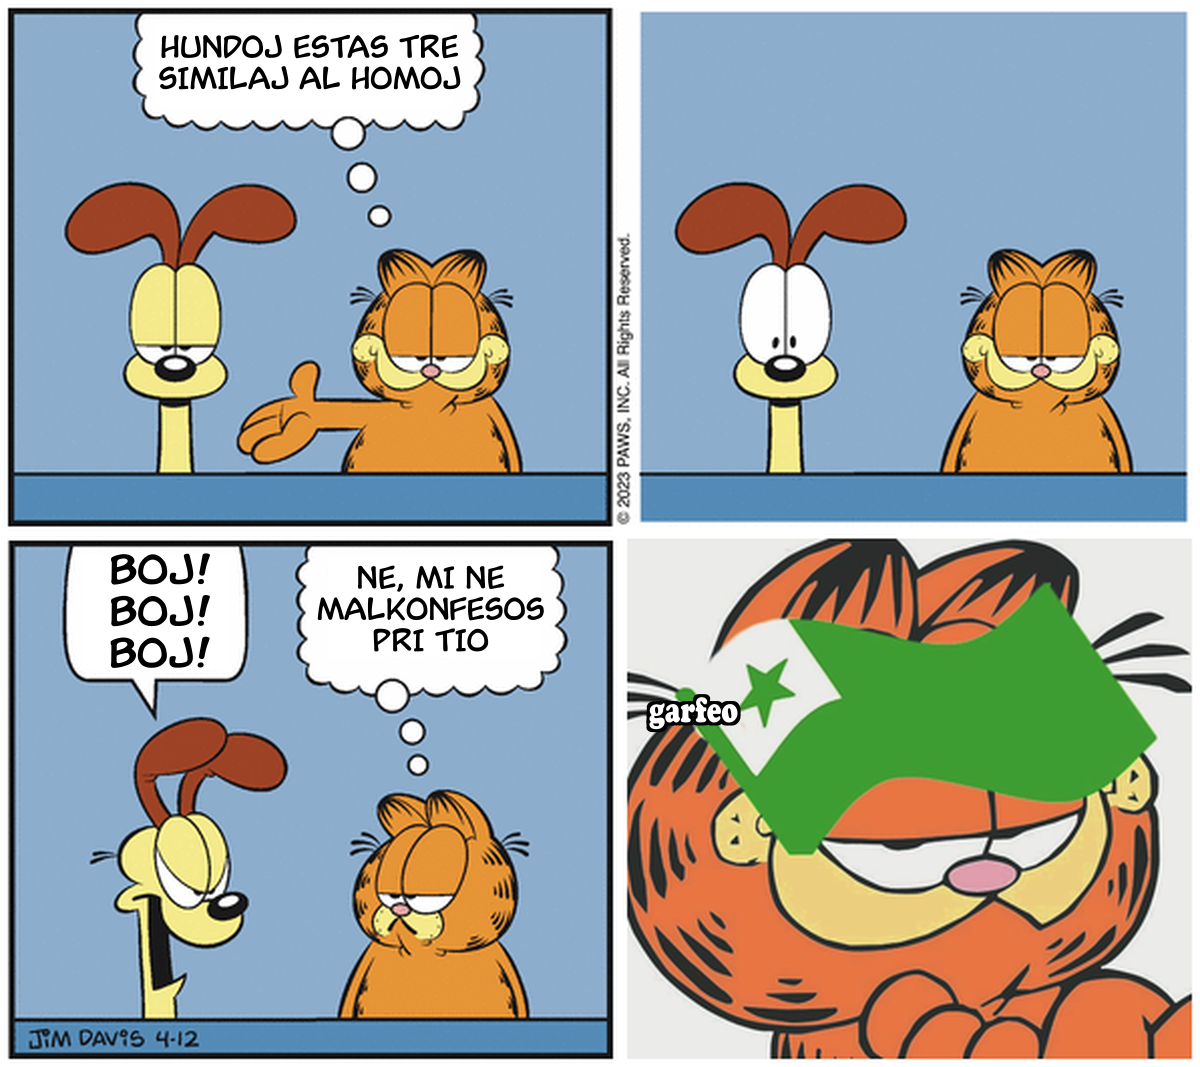 HUNDOJ ESTAS TRE
SIMILAJ AL HOMOJ
© 2023 PAWS, INC. All Rights Reserved.
BOJ!
BOJ!
BOJ!
NE, MI NE
MALKONFESOS
PRI TIO
JIM DAVIS 4-12
garfeo